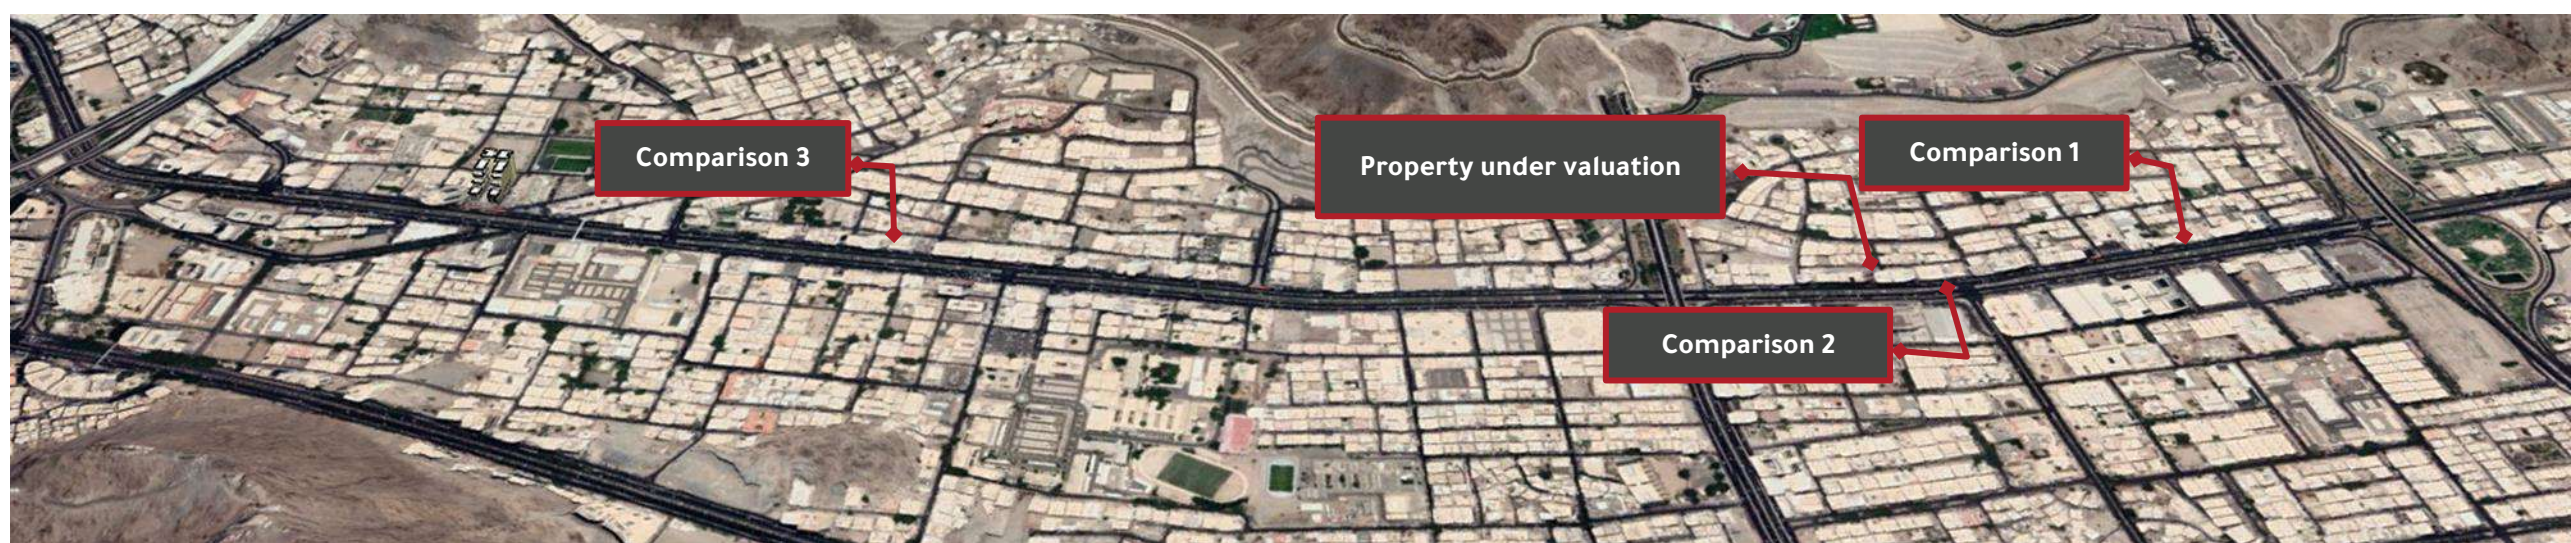 Comparison 3
Property under valuation
Comparison 1
Comparison 2